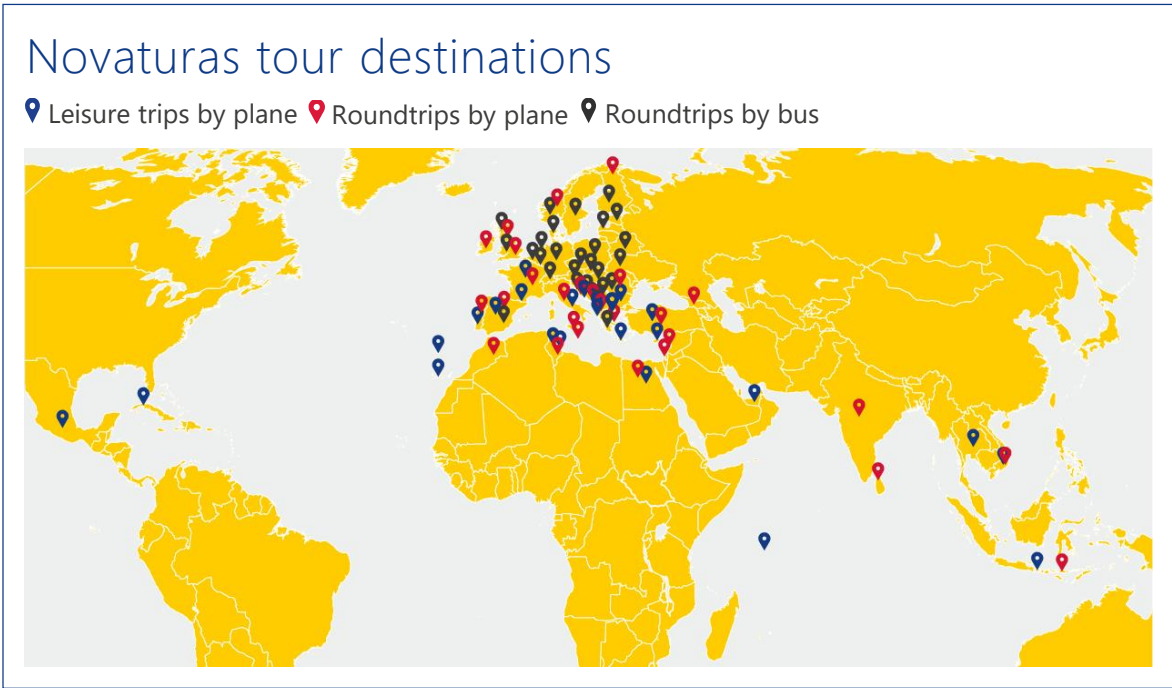 Novaturas tour destinations
Leisure trips by plane Roundtrips by plane Roundtrips by bus